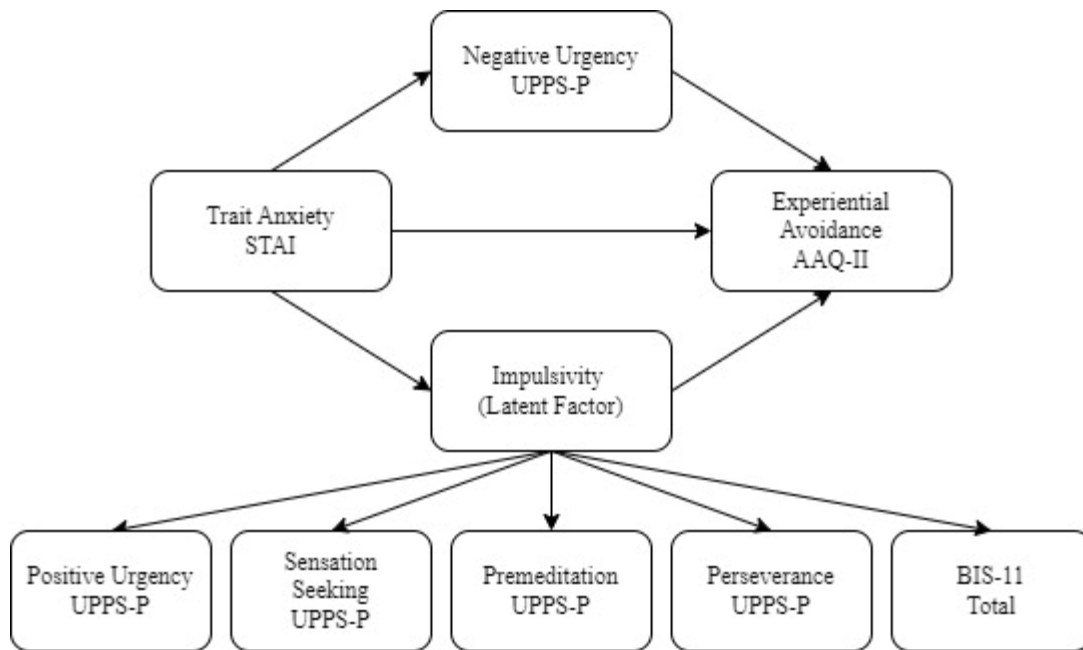 Negative Urgency
UPPS-P
Trait Anxiety
STAI
Experiential
Avoidance
AAQ-II
Impulsivity
(Latent Factor)
Positive Urgency
UPPS-P
Sensation
Seeking
UPPS-P
Premeditation
UPPS-P
Perseverance
UPPS-P
BIS-11
Total